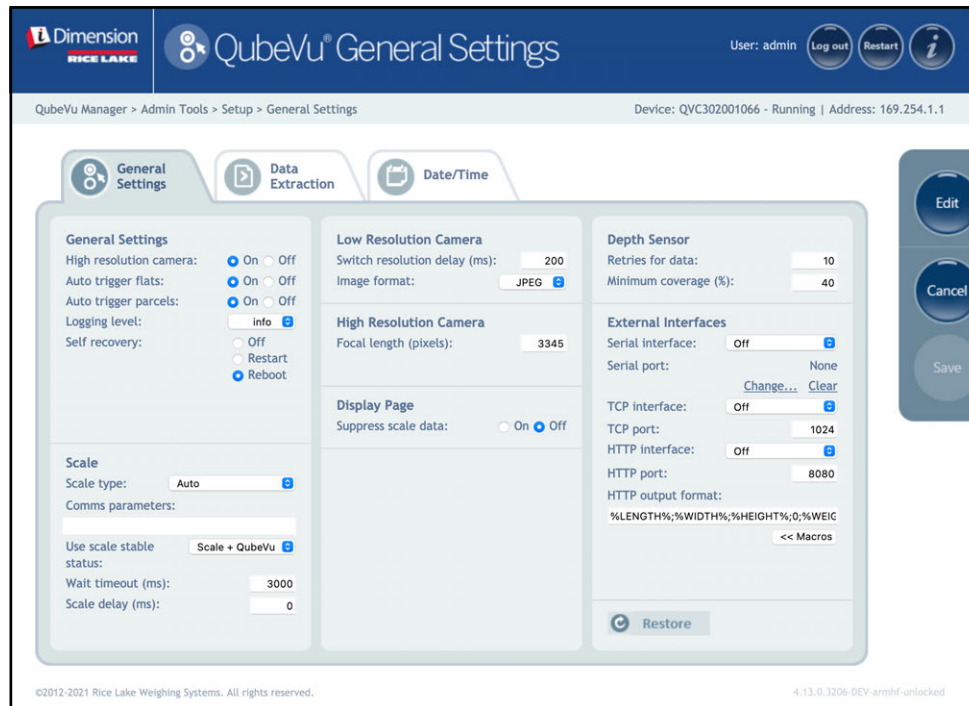 i Dimension
RICE LAKE
QubeVu® General Settings
User: admin
Log out
Restart
i
QubeVu Manager > Admin Tools > Setup > General Settings
Device: QVC302001066 - Running | Address: 169.254.1.1
General
Settings
Data
Extraction
Date/Time
Edit
Cancel
Save
General Settings
High resolution camera: On Off
Auto trigger flats: On Off
Auto trigger parcels: On Off
Logging level: info
Self recovery: Off
Restart
Reboot
Scale
Scale type: Auto
Comms parameters:
Use scale stable
status:
Scale + QubeVu
Wait timeout (ms): 3000
Scale delay (ms): 0
Low Resolution Camera
Switch resolution delay (ms): 200
Image format: JPEG
High Resolution Camera
Focal length (pixels): 3345
Display Page
Suppress scale data: On Off
Depth Sensor
Retries for data: 10
Minimum coverage (%): 40
External Interfaces
Serial interface: Off
Serial port: None
Change... Clear
TCP interface: Off
TCP port: 1024
HTTP interface: Off
HTTP port: 8080
HTTP output format:
%LENGTH%;%WIDTH%;%HEIGHT%;0;%WEIG
<< Macros
Restore
©2012-2021 Rice Lake Weighing Systems. All rights reserved.
4.13.0.3206-DEV-armhf-unlocked